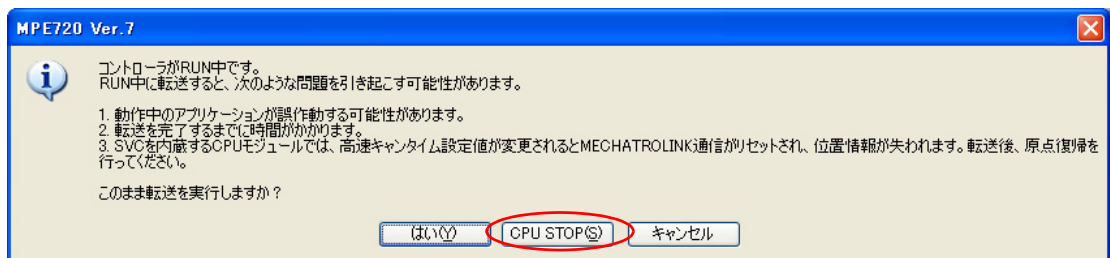 MPE720 Ver.7
コントローラがRUN中です。
RUN中に転送すると、次のような問題を引き起こす可能性があります。
1. 動作中のアプリケーションが誤作動する可能性があります。
2. 転送を完了するまでに時間がかかります。
3. SVCを内蔵するCPUモジュールでは、高速キャンタイム設定値が変更されるとMECHATROLINK通信がリセットされ、位置情報が失われます。転送後、原点復帰を
行ってください。
このまま転送を実行しますか？
はい(Y) CPU STOP(S) キャンセル